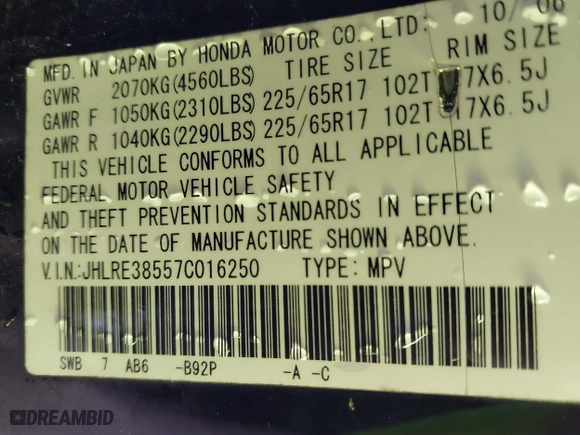 MFD. IN JAPAN BY HONDA MOTOR CO., LTD: 10/ 06
GVWR 2070KG(4560LBS) TIRE SIZE RIM SIZE
GAWR F 1050KG(2310LBS) 225/65R17 102T 7X6.5J
GAWR R 1040KG(2290LBS) 225/65R17 102T 17X6.5J
THIS VEHICLE CONFORMS TO ALL APPLICABLE
FEDERAL MOTOR VEHICLE SAFETY
AND THEFT PREVENTION STANDARDS IN EFFECT
ON THE DATE OF MANUFACTURE SHOWN ABOVE.
V.I.N:JHLRE38557C016250 TYPE: MPV
SWB 7 AB6 -B92P -A -C
DREAMBID